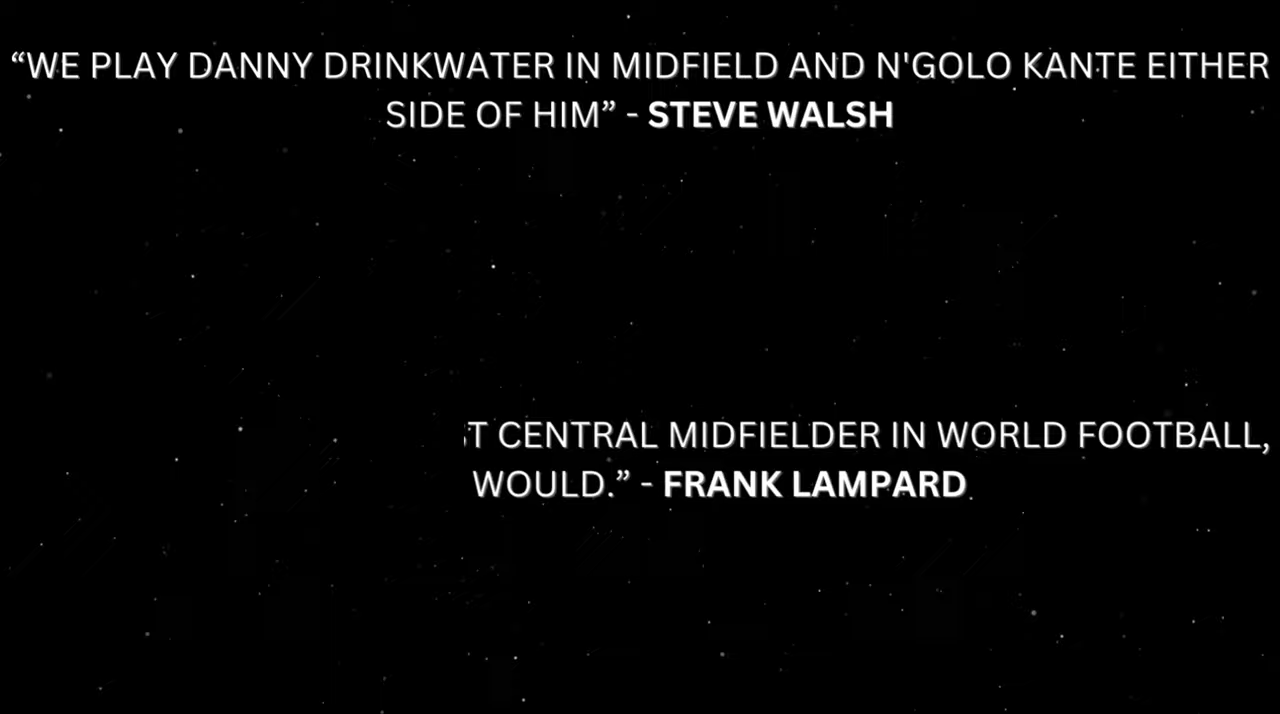 “WE PLAY DANNY DRINKWATER IN MIDFIELD AND N'GOLO KANTE EITHER
SIDE OF HIM” - STEVE WALSH
CENTRAL MIDFIELDER IN WORLD FOOTBALL,
WOULD.” - FRANK LAMPARD